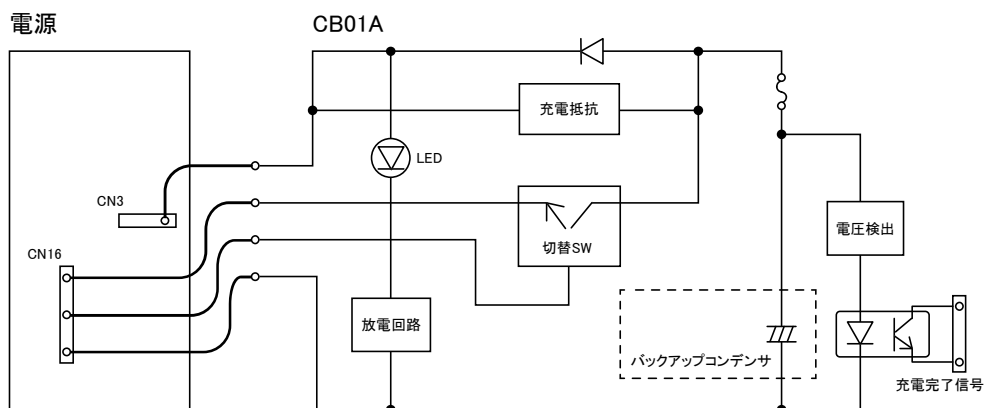 電源
CB01A
充電抵抗
LED
CN3
切替SW
電圧検出
CN16
放電回路
バックアップコンデンサ
充電完了信号